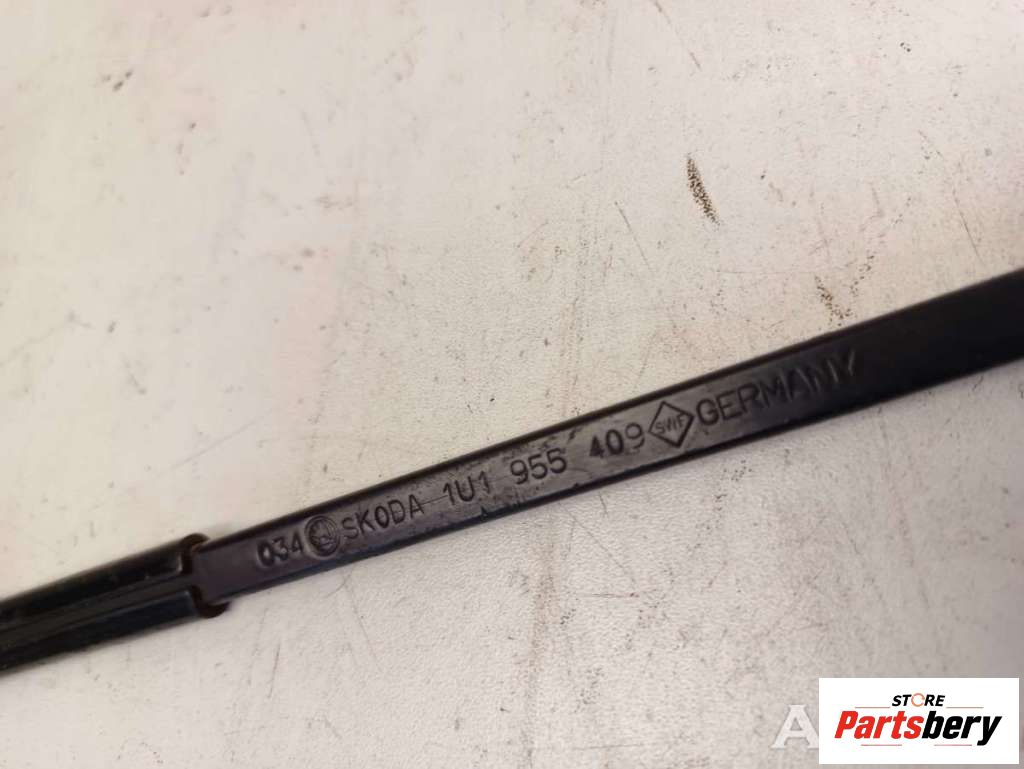 034 SKODA 1U1 955 409 SWF GERMANY
STORE
Partsbery